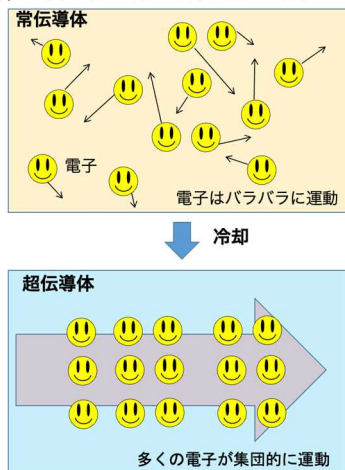 常伝導体
電子
電子はバラバラに運動
冷却
超伝導体
多くの電子が集団的に運動